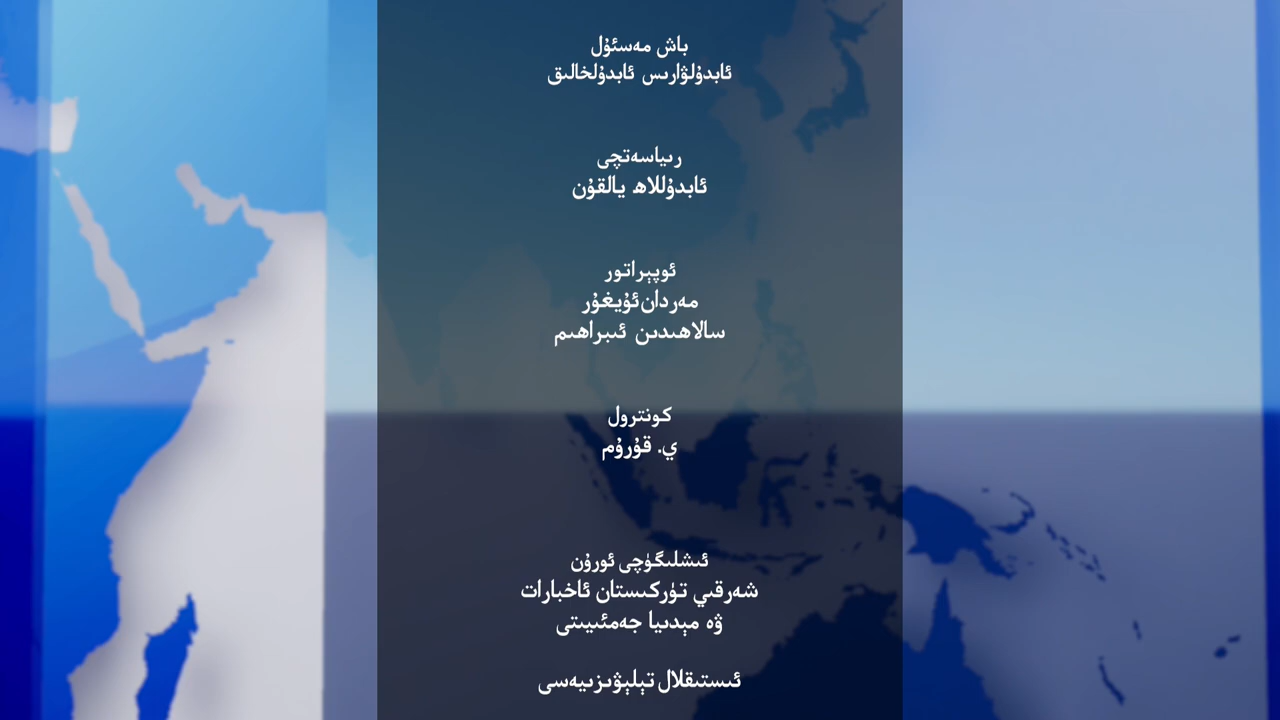 باش مەسئۇل
ئابدۇلۋارىس ئابدۇلخالىق
رىياسەتچى
ئابدۇللاھ يالقۇن
ئوپېراتور
مەردان ئۇيغۇر
سالاھىدىن ئىبراھىم
كونترول
ي. قۇرۇم
ئىشلىگۈچى ئورۇن
شەرقىي تۈركىستان ئاخبارات
ۋە مېدىيا جەمئىيىتى
ئىستىقلال تېلېۋىزىيەسى